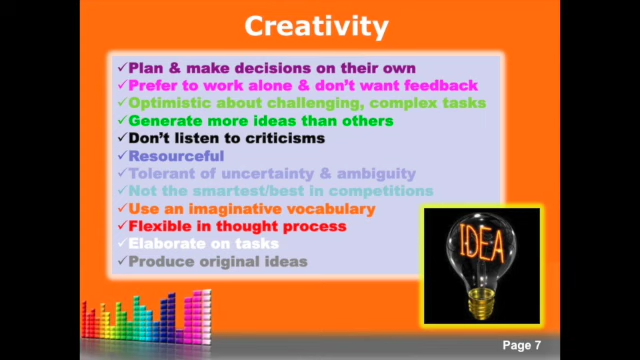 Creativity
✓Plan & make decisions on their own
✓Prefer to work alone & don't want feedback
✓Optimistic about challenging, complex tasks
✓Generate more ideas than others
✓Don't listen to criticisms
✓Resourceful
✓Tolerant of uncertainty & ambiguity
✓Not the smartest/best in competitions
✓Use an imaginative vocabulary
✓Flexible in thought process
✓Elaborate on tasks
✓Produce original ideas
IDEA
Page 7